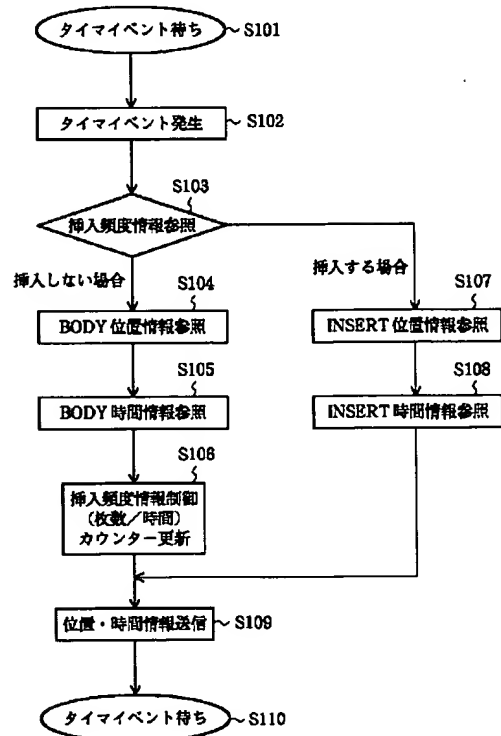 タイマイベント待ち S101
タイマイベント発生 S102
S103
挿入頻度情報参照
挿入しない場合
挿入する場合
S104
BODY 位置情報参照
S107
INSERT 位置情報参照
S105
BODY 時間情報参照
S108
INSERT 時間情報参照
S106
挿入頻度情報制御
(枚数/時間)
カウンター更新
位置・時間情報送信 S109
タイマイベント待ち S110